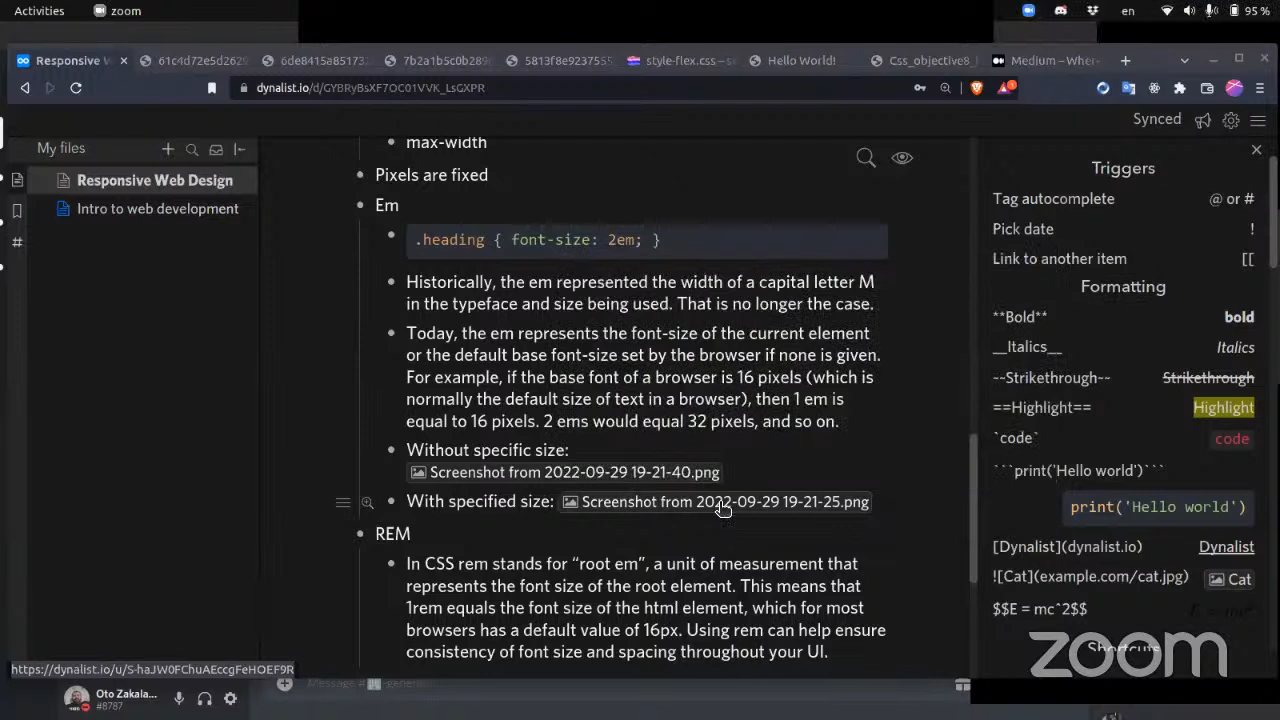 Activities
zoom
en
95 %
Responsive W
61c4d72e5d2629
6de8415a851732
7b2a1b5c0b289
5813f8e9237555
style-flex.css – s
Hello World!
Css_objective8_
Medium – Wher
dynalist.io/d/GYBRyBsXF7OC01VVK_LsGXPR
Synced
My files
Responsive Web Design
Intro to web development
max-width
Pixels are fixed
Em
.heading { font-size: 2em; }
Historically, the em represented the width of a capital letter M
in the typeface and size being used. That is no longer the case.
Today, the em represents the font-size of the current element
or the default base font-size set by the browser if none is given.
For example, if the base font of a browser is 16 pixels (which is
normally the default size of text in a browser), then 1 em is
equal to 16 pixels. 2 ems would equal 32 pixels, and so on.
Without specific size:
Screenshot from 2022-09-29 19-21-40.png
With specified size: Screenshot from 2022-09-29 19-21-25.png
REM
In CSS rem stands for “root em”, a unit of measurement that
represents the font size of the root element. This means that
1rem equals the font size of the html element, which for most
browsers has a default value of 16px. Using rem can help ensure
consistency of font size and spacing throughout your UI.
Triggers
Tag autocomplete @ or #
Pick date !
Link to another item [[
Formatting
**Bold** bold
__Italics__ Italics
~~Strikethrough~~ Strikethrough
==Highlight== Highlight
`code` code
```print('Hello world')```
print('Hello world')
[Dynalist](dynalist.io) Dynalist
![Cat](example.com/cat.jpg) Cat
$$E = mc^2$$ E = mc²
zoom
https://dynalist.io/u/S-haJW0FChuAEccgFeHOEF9R
Oto Zakala...
#8787